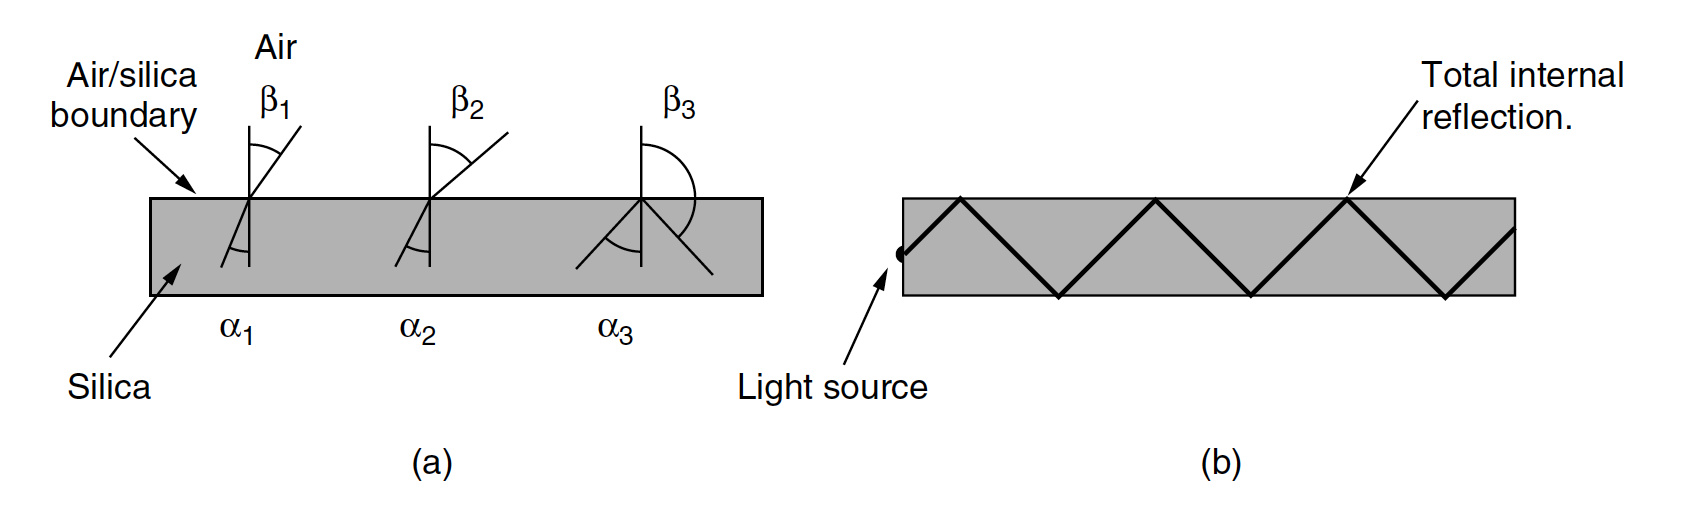 Air
Air/silica
boundary
β1
β2
β3
α1
α2
α3
Silica
(a)
Total internal
reflection.
Light source
(b)